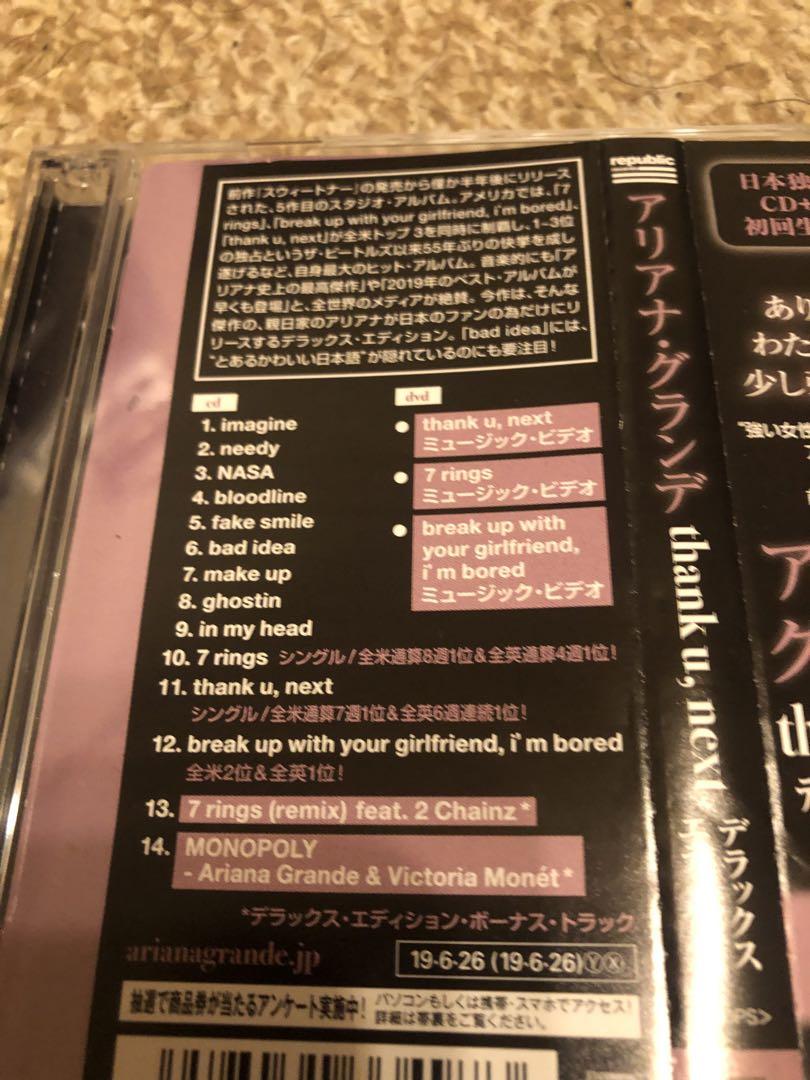 前作「スウィートナー」の発売から僅か半年後にリリース
された、5作目のスタジオ・アルバム。アメリカでは、「7
rings」、「break up with your girlfriend, i'm bored」、
「thank u, next」が全米トップ 3を同時に制覇し、1-3位
の独占というザ・ビートルズ以来55年ぶりの快挙を成し
遂げるなど、自身最大のヒット・アルバム。音楽的にも「ア
リアナ史上の最高傑作」や「2019年のベスト・アルバムが
早くも登場」と、全世界のメディアが絶賛。今作は、そんな
傑作の、親日家のアリアナが日本のファンの為だけにリ
リースするデラックス・エディション。「bad idea」には、
"とあるかわいい日本語"が隠れているのにも要注目!
cd
1. imagine
2. needy
3. NASA
4. bloodline
5. fake smile
6. bad idea
7. make up
8. ghostin
9. in my head
10. 7 rings シングル/全米通算8週1位&全英通算4週1位!
11. thank u, next
シングル/全米通算7週1位&全英6週連続1位!
12. break up with your girlfriend, i'm bored
全米2位&全英1位!
13. 7 rings (remix) feat. 2 Chainz*
14. MONOPOLY
- Ariana Grande & Victoria Monét*
*デラックス・エディション・ボーナス・トラック
dvd
thank u, next
ミュージック・ビデオ
7 rings
ミュージック・ビデオ
break up with
your girlfriend,
i'm bored
ミュージック・ビデオ
arianagrande.jp
19·6·26 (19·6·26)ⓎⓍ
抽選で商品券が当たるアンケート実施中!
パソコンもしくは携帯・スマホでアクセス!
詳細は帯裏をご覧ください。
republic
アリアナ・グランデ thank u, next デラックス
日本独
CD+
初回生
あり
わた
少し
"強い女性
ア
ク
th
デ